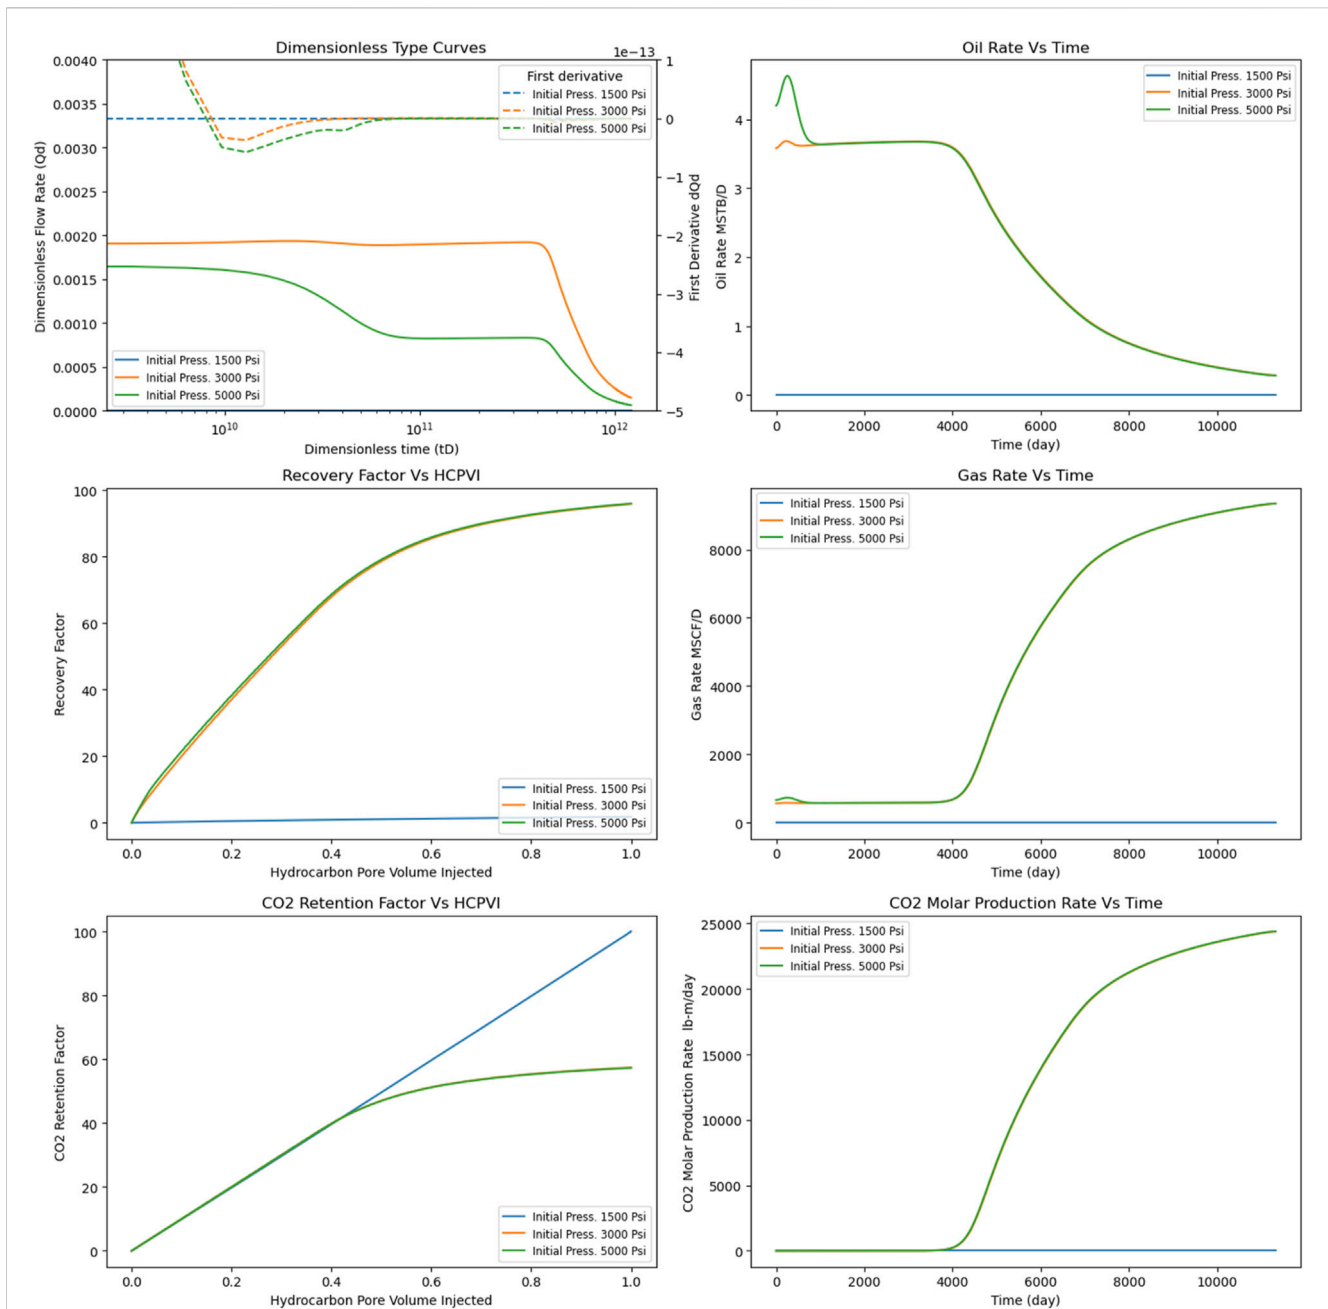 Dimensionless Type Curves
1e−13
Dimensionless Flow Rate (Qd)
0.0040
0.0035
0.0030
0.0025
0.0020
0.0015
0.0010
0.0005
0.0000
First derivative
Initial Press. 1500 Psi
Initial Press. 3000 Psi
Initial Press. 5000 Psi
Initial Press. 1500 Psi
Initial Press. 3000 Psi
Initial Press. 5000 Psi
1
0
−1
−2
−3
−4
−5
First Derivative dQd
10¹⁰ 10¹¹ 10¹²
Dimensionless time (tD)
Oil Rate Vs Time
Oil Rate MSTB/D
4
3
2
1
0
Initial Press. 1500 Psi
Initial Press. 3000 Psi
Initial Press. 5000 Psi
0 2000 4000 6000 8000 10000
Time (day)
Recovery Factor Vs HCPVI
Recovery Factor
100
80
60
40
20
0
Initial Press. 1500 Psi
Initial Press. 3000 Psi
Initial Press. 5000 Psi
0.0 0.2 0.4 0.6 0.8 1.0
Hydrocarbon Pore Volume Injected
Gas Rate Vs Time
Gas Rate MSCF/D
8000
6000
4000
2000
0
Initial Press. 1500 Psi
Initial Press. 3000 Psi
Initial Press. 5000 Psi
0 2000 4000 6000 8000 10000
Time (day)
CO2 Retention Factor Vs HCPVI
CO2 Retention Factor
100
80
60
40
20
0
Initial Press. 1500 Psi
Initial Press. 3000 Psi
Initial Press. 5000 Psi
0.0 0.2 0.4 0.6 0.8 1.0
Hydrocarbon Pore Volume Injected
CO2 Molar Production Rate Vs Time
CO2 Molar Production Rate lb-m/day
25000
20000
15000
10000
5000
0
Initial Press. 1500 Psi
Initial Press. 3000 Psi
Initial Press. 5000 Psi
0 2000 4000 6000 8000 10000
Time (day)